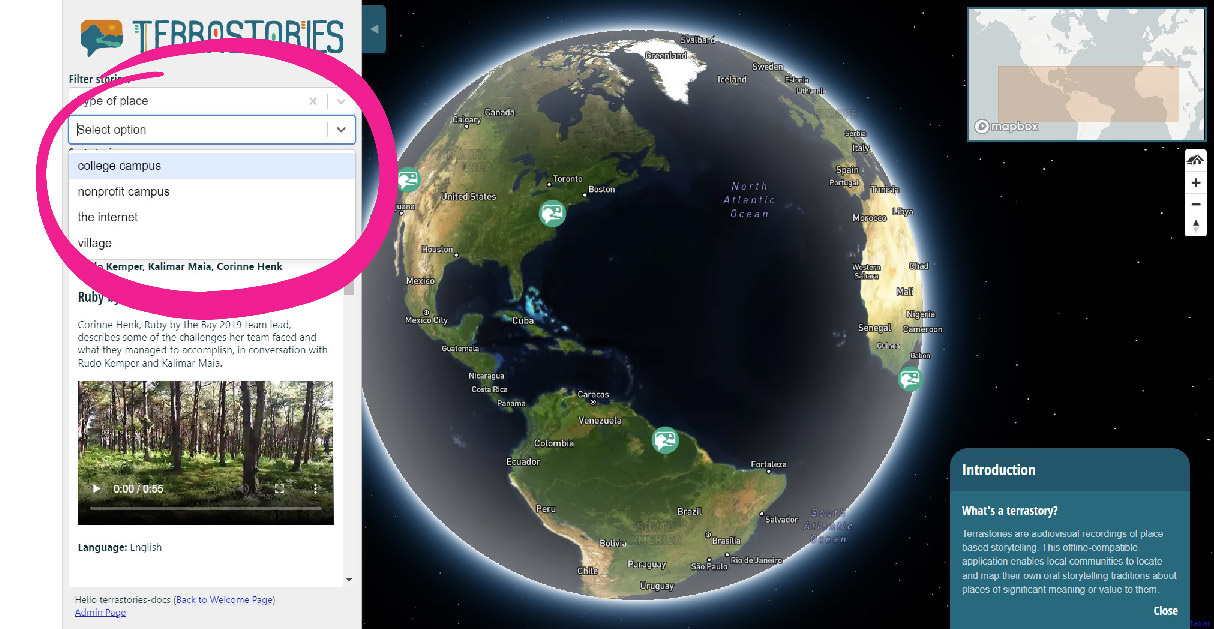 TERRASTORIES
Filter stories
Type of place
Select option
college campus
nonprofit campus
the internet
village
Kemper, Kalimar Maia, Corinne Henk
Ruby by
Corinne Henk, Ruby by the Bay 2019 team lead,
describes some of the challenges her team faced and
what they managed to accomplish, in conversation with
Rudo Kemper and Kalimar Maia.
0:00 / 0:55
Language: English
Hello terrastories-docs (Back to Welcome Page)
Admin Page
Svalbard
Greenland
Sweden
Iceland
Estonia
Lithuania
Canada
Calgary
Serbia
Italy
Spain
Portugal
Tunisia
Toronto
Boston
United States
North
Atlantic
Ocean
Morocco
Libya
Houston
Western
Sahara
Chad
Mexico
Mali
Mexico City
Cuba
Nigeria
Senegal
Cameroon
Guatemala
Gabon
Nicaragua
Costa Rica
Panama
Caracas
Venezuela
Colombia
Ecuador
Fortaleza
Peru
Brazil
Salvador
South
Atlantic
Ocean
SOUTH
AMERICA
Bolivia
Brasília
Paraguay
São Paulo
Rio de Janeiro
Chile
Uruguay
mapbox
Introduction
What's a terrastory?
Terrastories are audiovisual recordings of place
based storytelling. This offline-compatible
application enables local communities to locate
and map their own oral storytelling traditions about
places of significant meaning or value to them.
Close